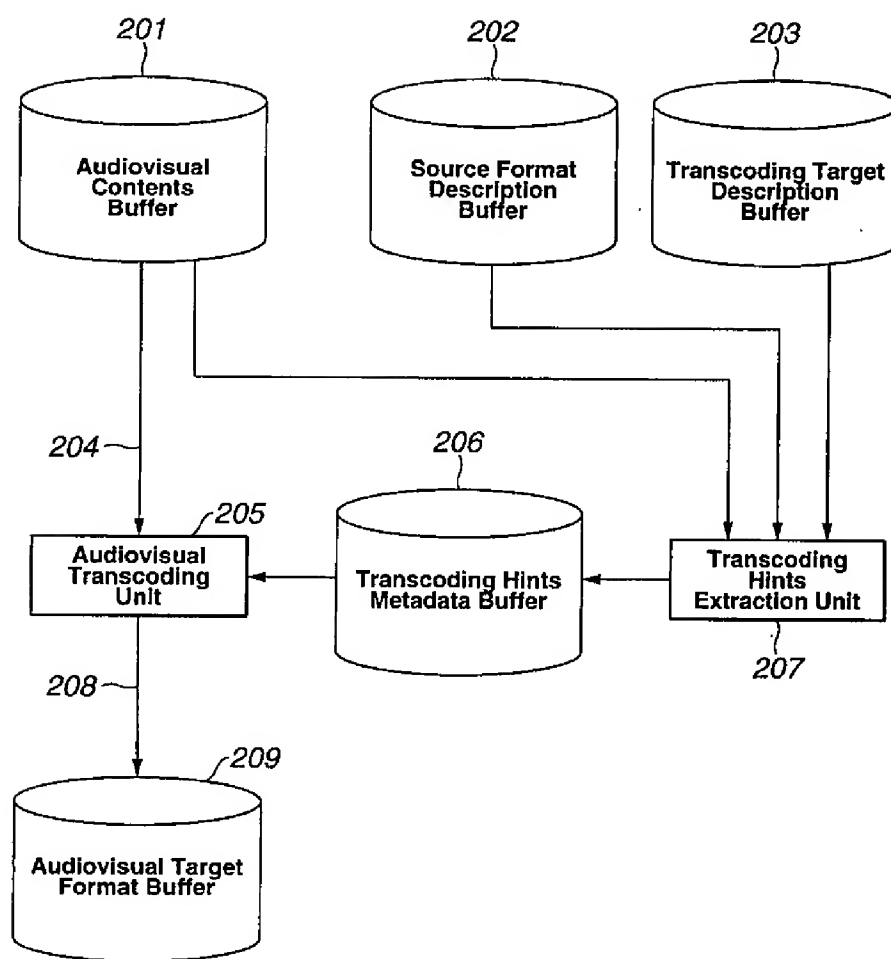 201
202
203
Audiovisual
Contents
Buffer
Source Format
Description
Buffer
Transcoding Target
Description
Buffer
204
206
205
Audiovisual
Transcoding
Unit
Transcoding Hints
Metadata Buffer
Transcoding
Hints
Extraction Unit
207
208
209
Audiovisual Target
Format Buffer